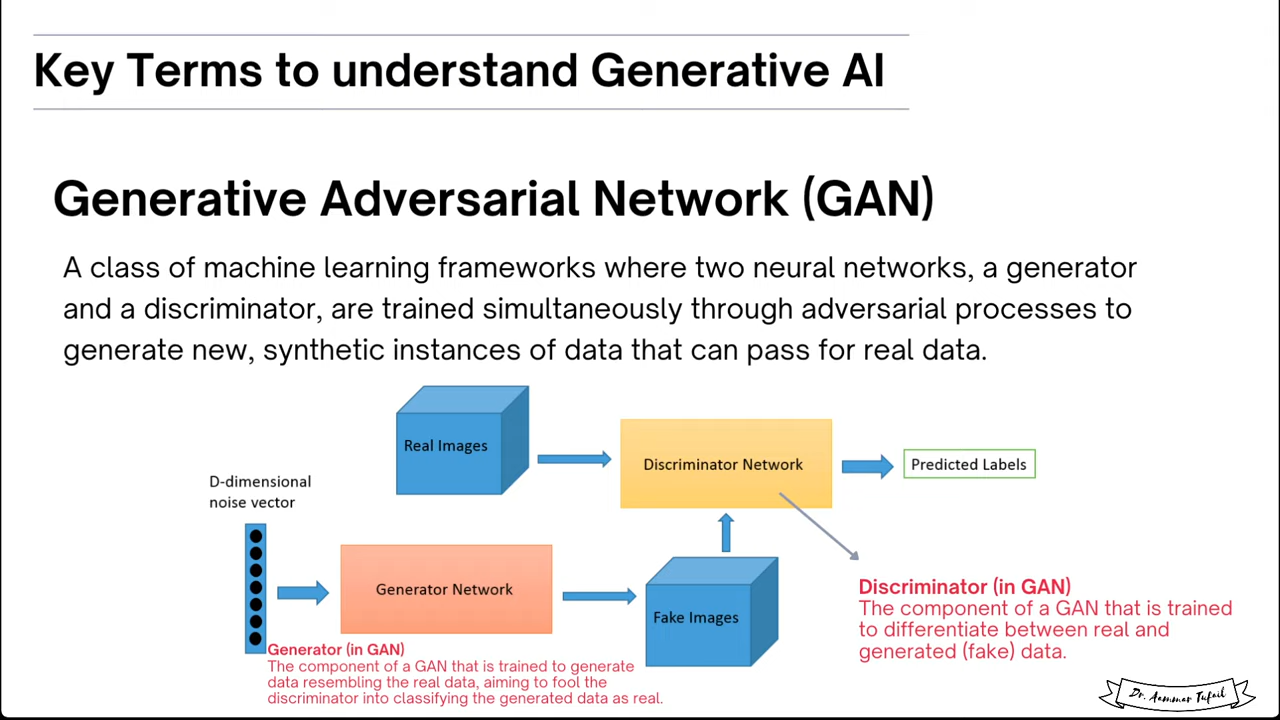 Key Terms to understand Generative AI
Generative Adversarial Network (GAN)
A class of machine learning frameworks where two neural networks, a generator
and a discriminator, are trained simultaneously through adversarial processes to
generate new, synthetic instances of data that can pass for real data.
Real Images
Discriminator Network
Predicted Labels
D-dimensional
noise vector
Generator Network
Fake Images
Generator (in GAN)
The component of a GAN that is trained to generate
data resembling the real data, aiming to fool the
discriminator into classifying the generated data as real.
Discriminator (in GAN)
The component of a GAN that is trained
to differentiate between real and
generated (fake) data.
Dr. Aammar Tufail